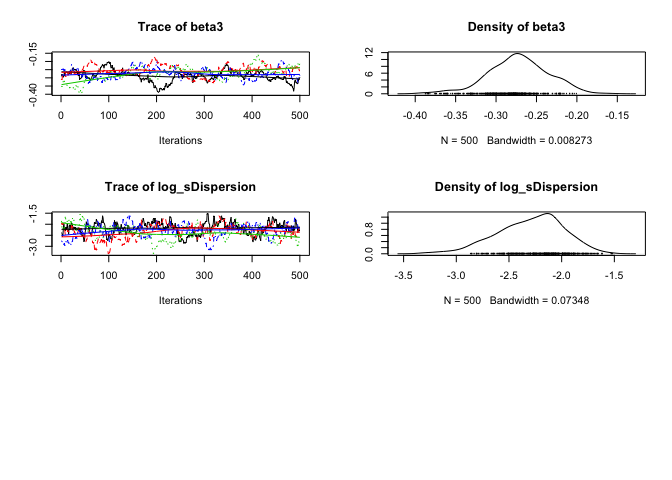 Trace of beta3
-0.15
-0.40
0 100 200 300 400 500
Iterations
Density of beta3
12
6
0
-0.40 -0.35 -0.30 -0.25 -0.20 -0.15
N = 500 Bandwidth = 0.008273
Trace of log_sDispersion
-1.5
-3.0
0 100 200 300 400 500
Iterations
Density of log_sDispersion
0.8
0.0
-3.5 -3.0 -2.5 -2.0 -1.5
N = 500 Bandwidth = 0.07348